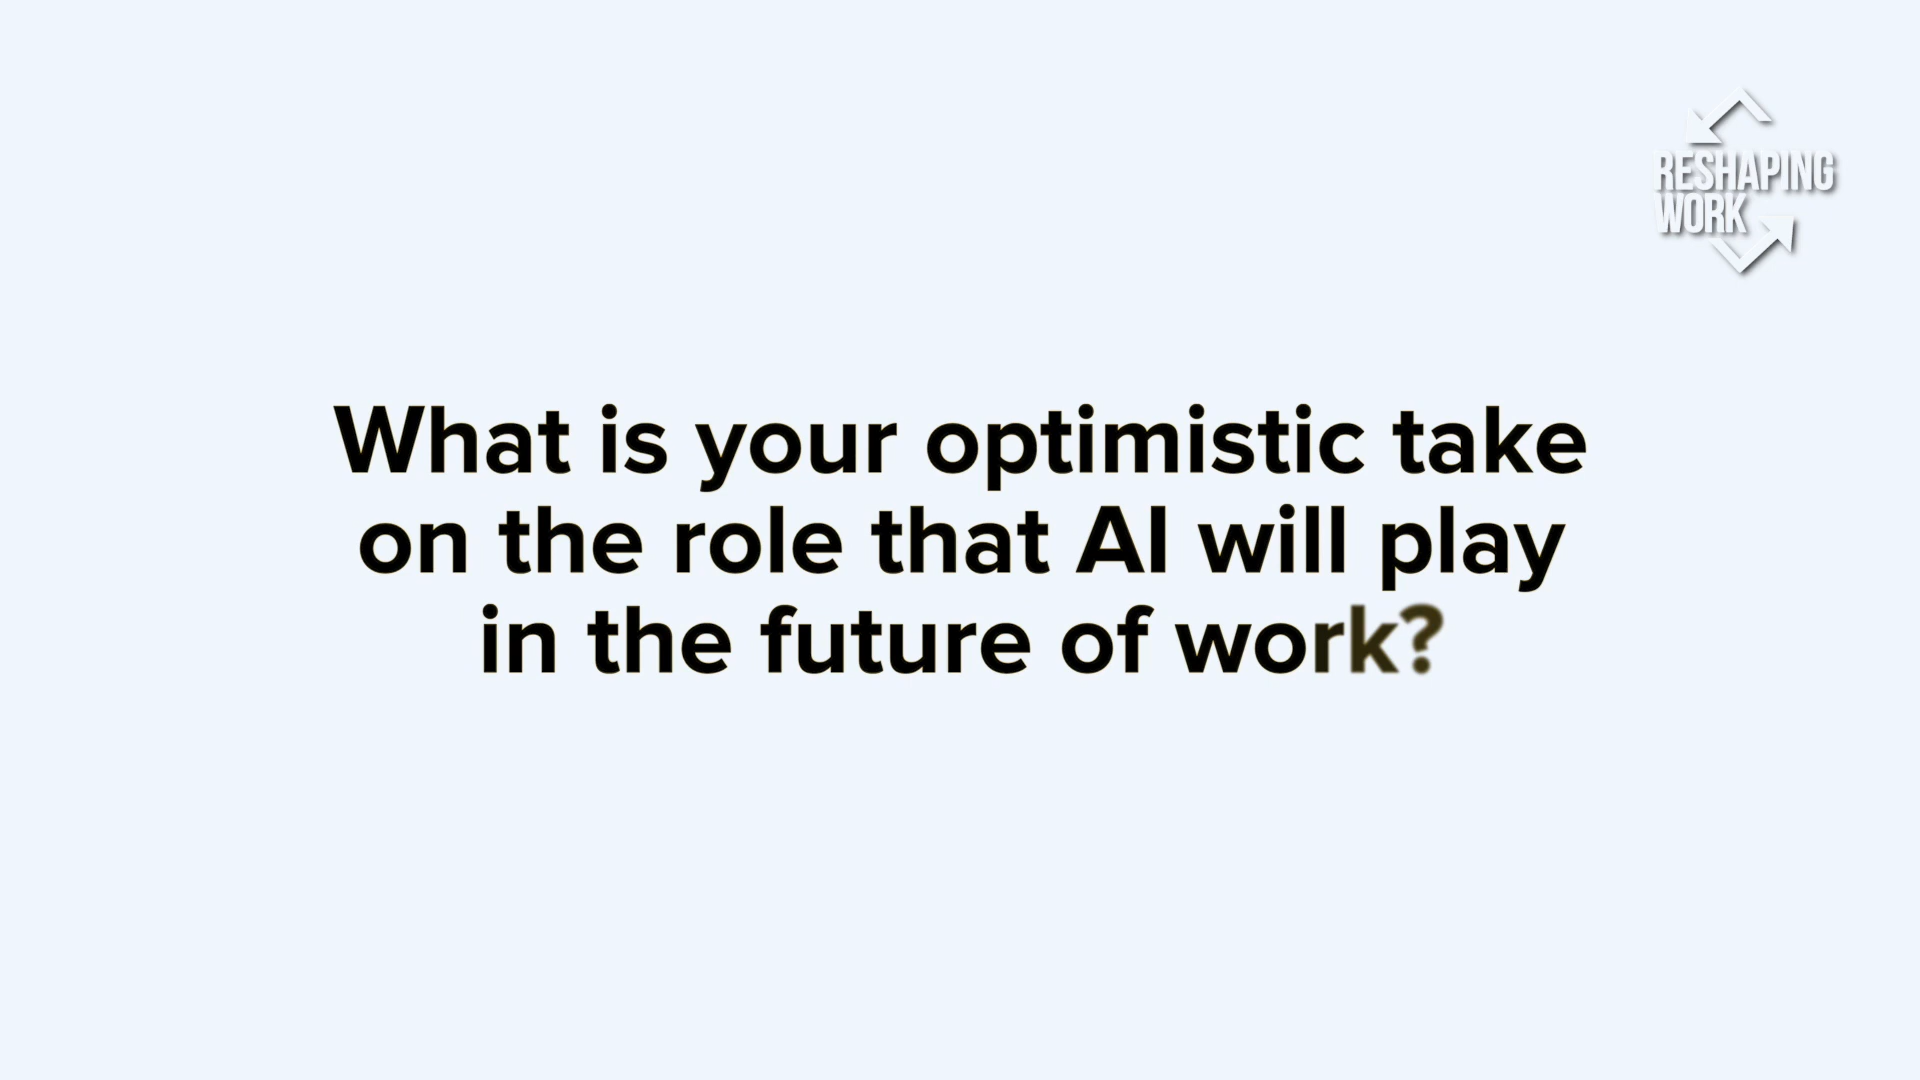 RESHAPING
WORK
What is your optimistic take
on the role that AI will play
in the future of work?